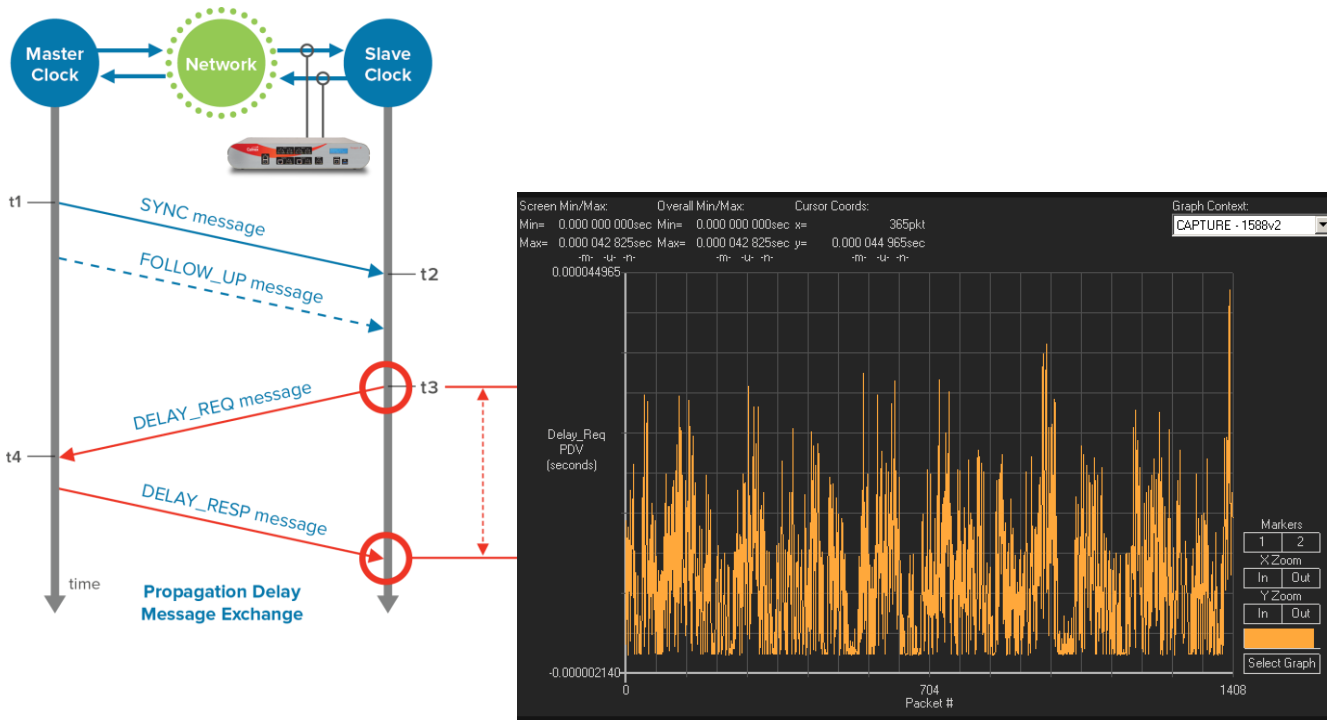 Master
Clock
Network
Slave
Clock
t1
SYNC message
t2
FOLLOW_UP message
t3
DELAY_REQ message
t4
DELAY_RESP message
time
Propagation Delay
Message Exchange
Screen Min/Max: Overall Min/Max: Cursor Coords:
Min= 0.000 000 000sec Min= 0.000 000 000sec x= 365pkt
Max= 0.000 042 825sec Max= 0.000 042 825sec y= 0.000 044 965sec
-m- -u- -n- -m- -u- -n- -m- -u- -n-
Graph Context:
CAPTURE - 1588v2
0.000044965
Delay_Req
PDV
(seconds)
-0.000002140
0 704 1408
Packet #
Markers
1 2
X Zoom
In Out
Y Zoom
In Out
Select Graph